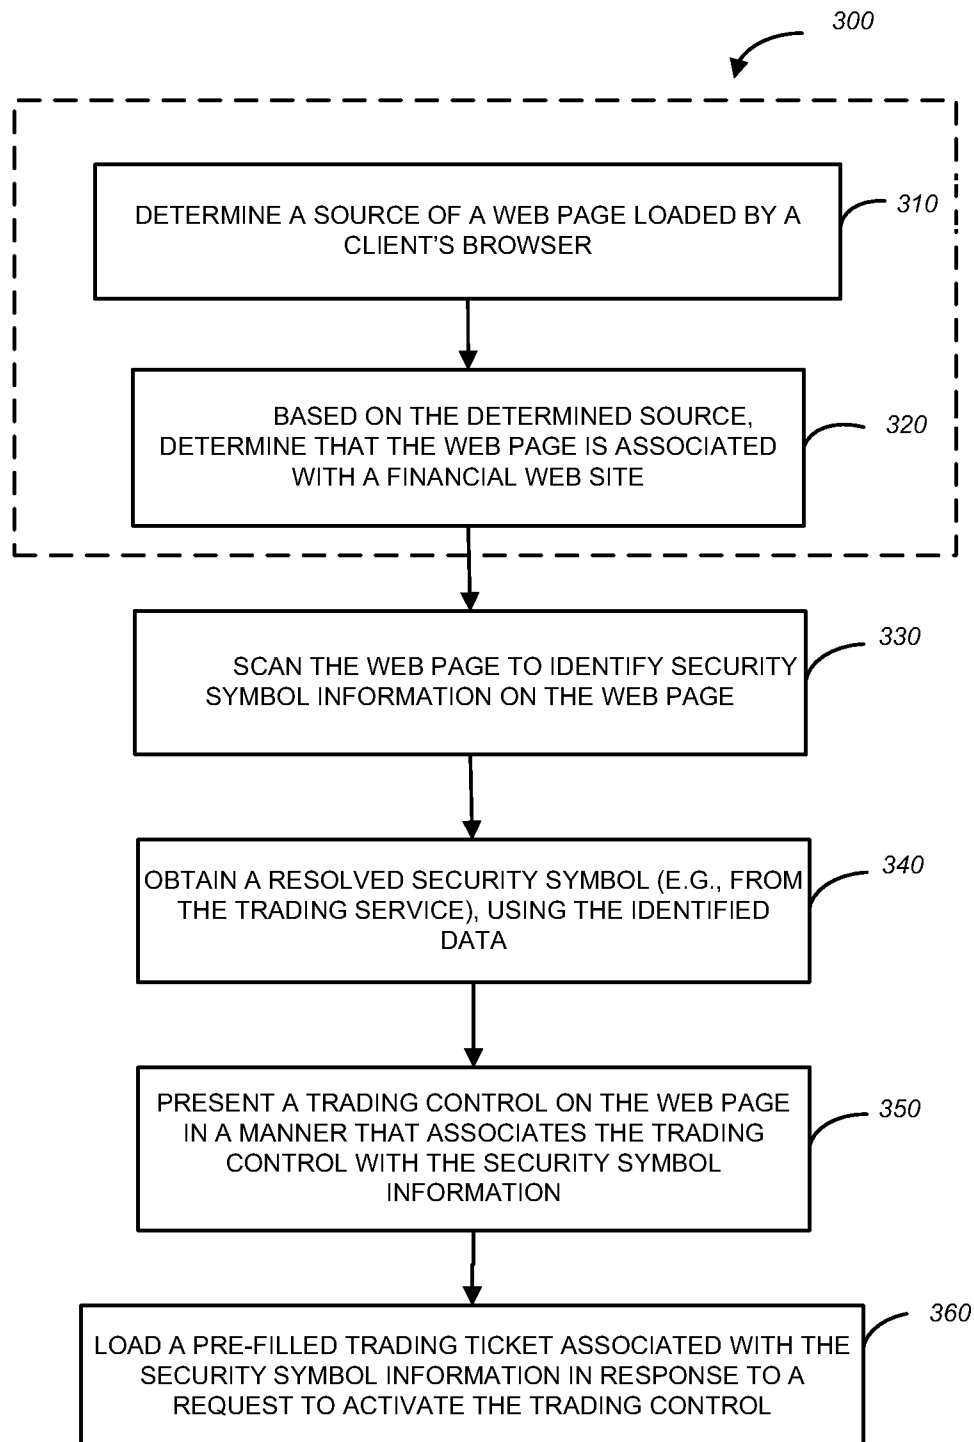 300
DETERMINE A SOURCE OF A WEB PAGE LOADED BY A
CLIENT'S BROWSER
310
BASED ON THE DETERMINED SOURCE,
DETERMINE THAT THE WEB PAGE IS ASSOCIATED
WITH A FINANCIAL WEB SITE
320
SCAN THE WEB PAGE TO IDENTIFY SECURITY
SYMBOL INFORMATION ON THE WEB PAGE
330
OBTAIN A RESOLVED SECURITY SYMBOL (E.G., FROM
THE TRADING SERVICE), USING THE IDENTIFIED
DATA
340
PRESENT A TRADING CONTROL ON THE WEB PAGE
IN A MANNER THAT ASSOCIATES THE TRADING
CONTROL WITH THE SECURITY SYMBOL
INFORMATION
350
LOAD A PRE-FILLED TRADING TICKET ASSOCIATED WITH THE
SECURITY SYMBOL INFORMATION IN RESPONSE TO A
REQUEST TO ACTIVATE THE TRADING CONTROL
360